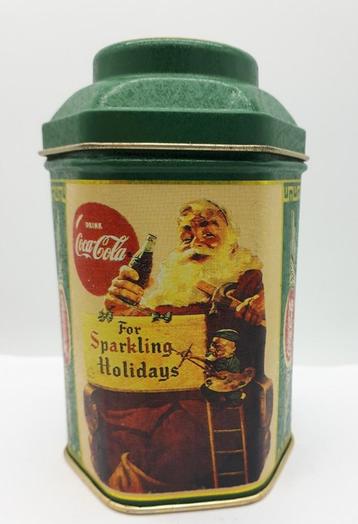 DRINK
Coca-Cola
For
Sparkling
Holidays